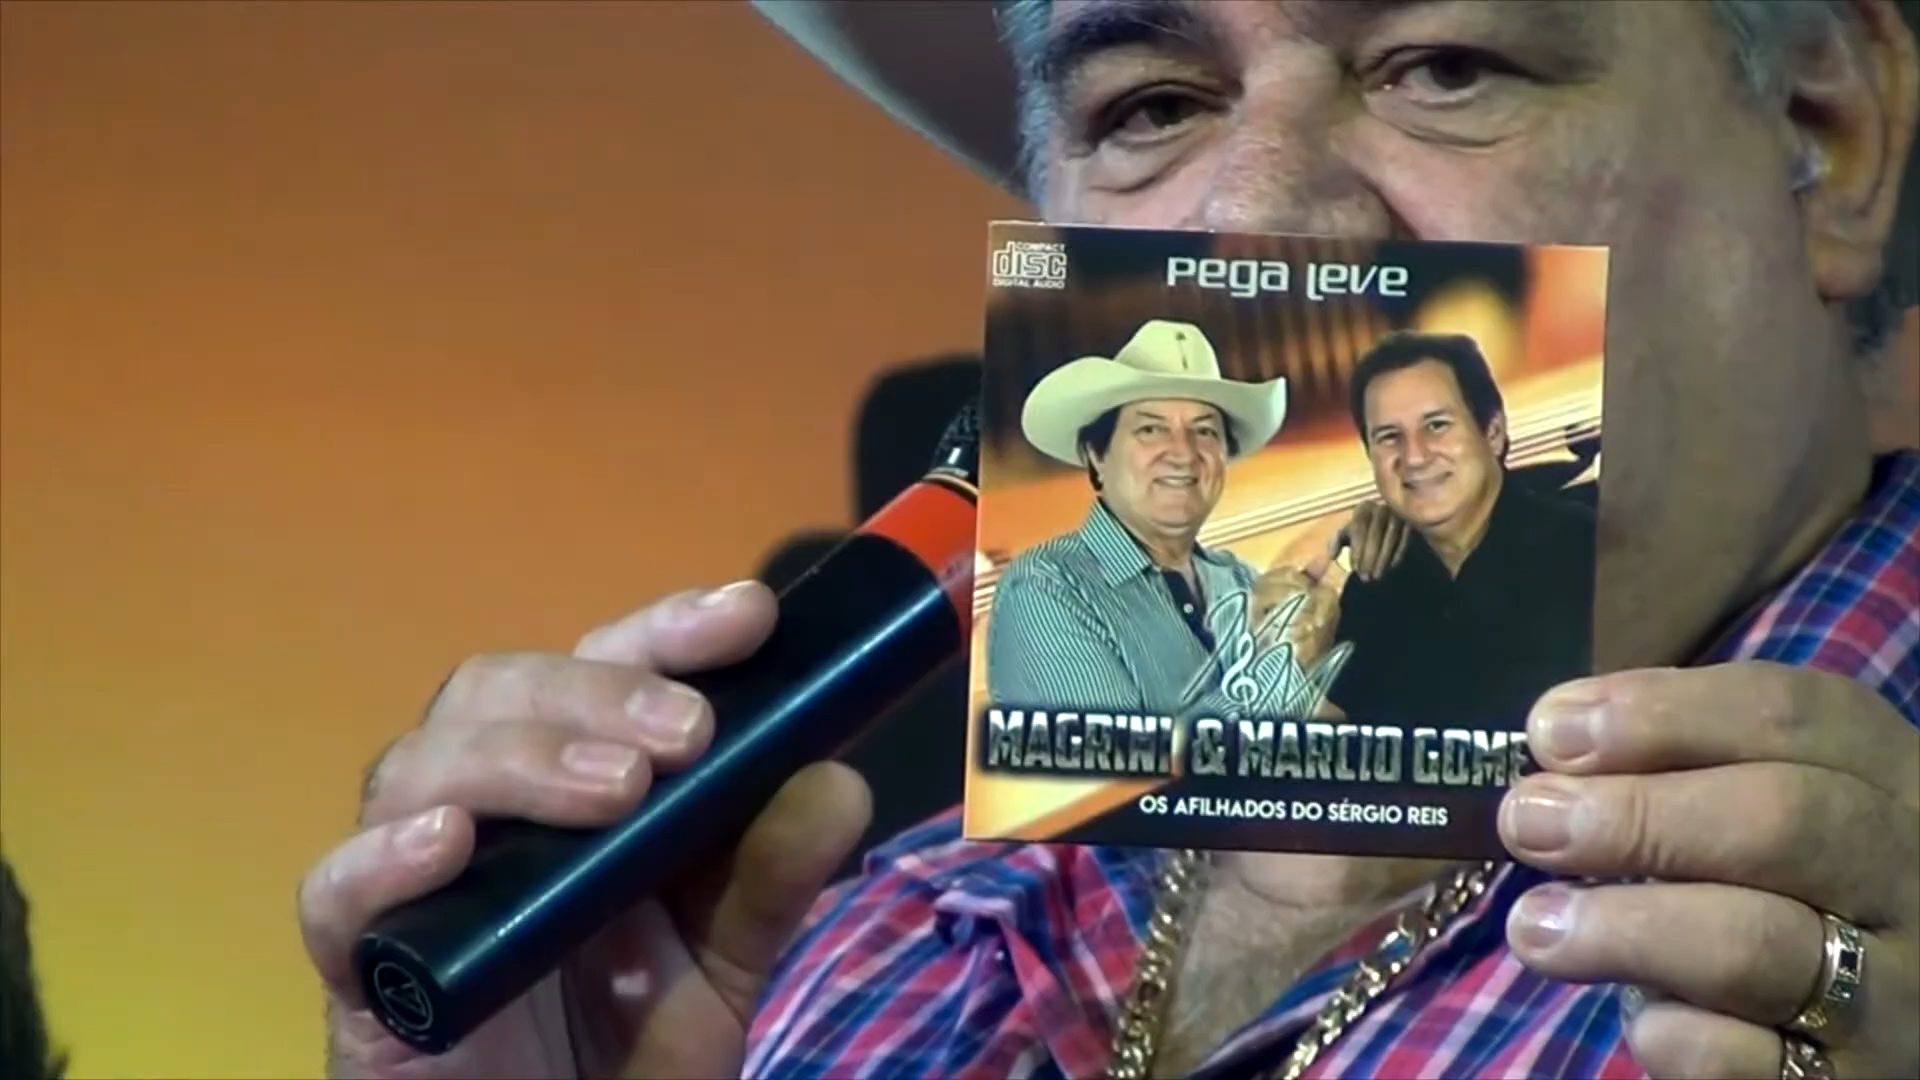 COMPACT
disc
DIGITAL AUDIO
Pega Leve
MAGRINI & MARCIO GOME
OS AFILHADOS DO SÉRGIO REIS